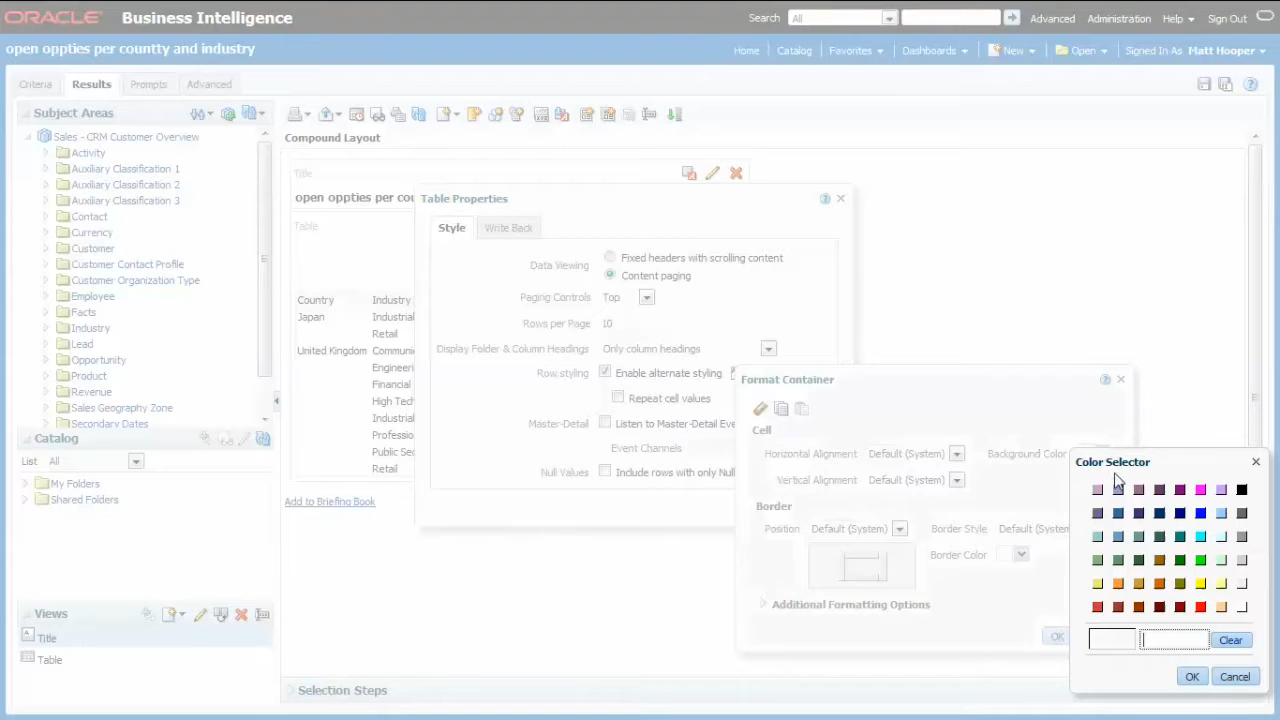 ORACLE Business Intelligence
Search All Advanced Administration Help Sign Out
open oppties per countty and industry
Home Catalog Favorites Dashboards New Open Signed In As Matt Hooper
Criteria Results Prompts Advanced
Subject Areas
Sales - CRM Customer Overview
Activity
Auxiliary Classification 1
Auxiliary Classification 2
Auxiliary Classification 3
Contact
Currency
Customer
Customer Contact Profile
Customer Organization Type
Employee
Facts
Industry
Lead
Opportunity
Product
Revenue
Sales Geography Zone
Secondary Dates
Catalog
List All
My Folders
Shared Folders
Views
Title
Table
Compound Layout
Title
open oppties per cou
Table
Country Industry
Japan Industrial
Retail
United Kingdom Communi
Engineeri
Financial
High Tech
Industrial
Professio
Public Sec
Retail
Add to Briefing Book
Selection Steps
Table Properties
Style Write Back
Data Viewing Fixed headers with scrolling content
Content paging
Paging Controls Top
Rows per Page 10
Display Folder & Column Headings Only column headings
Row styling Enable alternate styling
Repeat cell values
Master-Detail Listen to Master-Detail Eve
Event Channels
Null Values Include rows with only Null
Format Container
Cell
Horizontal Alignment Default (System) Background Color
Vertical Alignment Default (System)
Border
Position Default (System) Border Style Default (System
Border Color
Additional Formatting Options
OK
Color Selector
Clear
OK Cancel